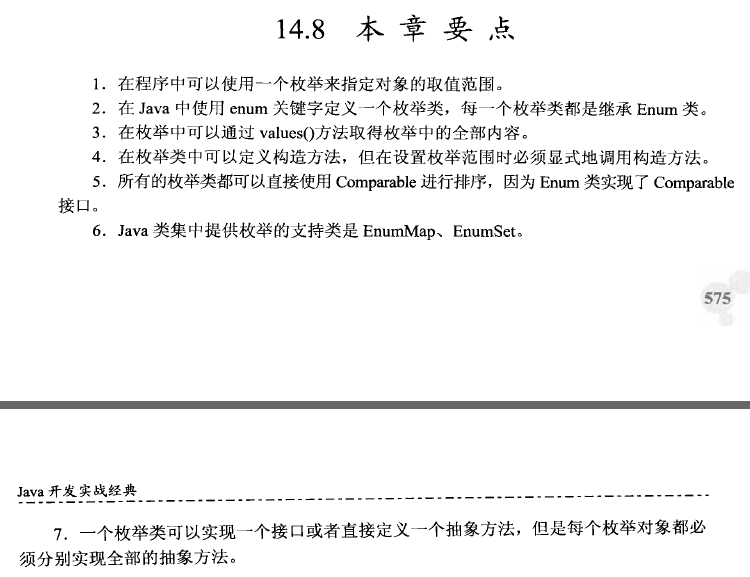 14.8 本章要点
1．在程序中可以使用一个枚举来指定对象的取值范围。
2．在 Java 中使用 enum 关键字定义一个枚举类，每一个枚举类都是继承 Enum 类。
3．在枚举中可以通过 values()方法取得枚举中的全部内容。
4．在枚举类中可以定义构造方法，但在设置枚举范围时必须显式地调用构造方法。
5．所有的枚举类都可以直接使用 Comparable 进行排序，因为 Enum 类实现了 Comparable
接口。
6．Java 类集中提供枚举的支持类是 EnumMap、EnumSet。
575
Java 开发实战经典
7．一个枚举类可以实现一个接口或者直接定义一个抽象方法，但是每个枚举对象都必
须分别实现全部的抽象方法。